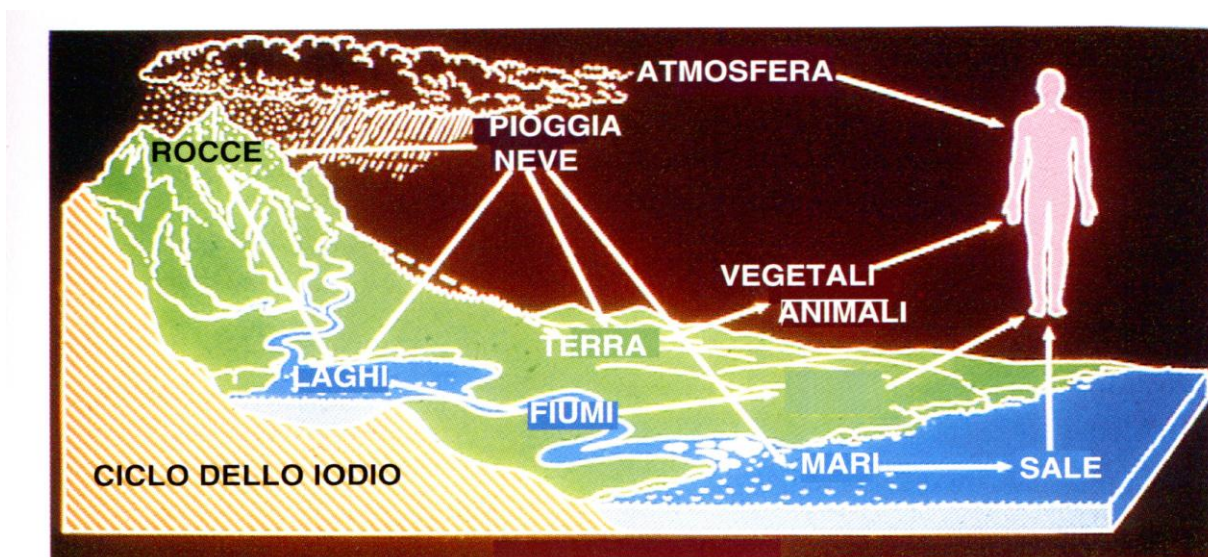 ATMOSFERA
PIOGGIA
NEVE
ROCCE
VEGETALI
ANIMALI
TERRA
LAGHI
FIUMI
MARI
SALE
CICLO DELLO IODIO